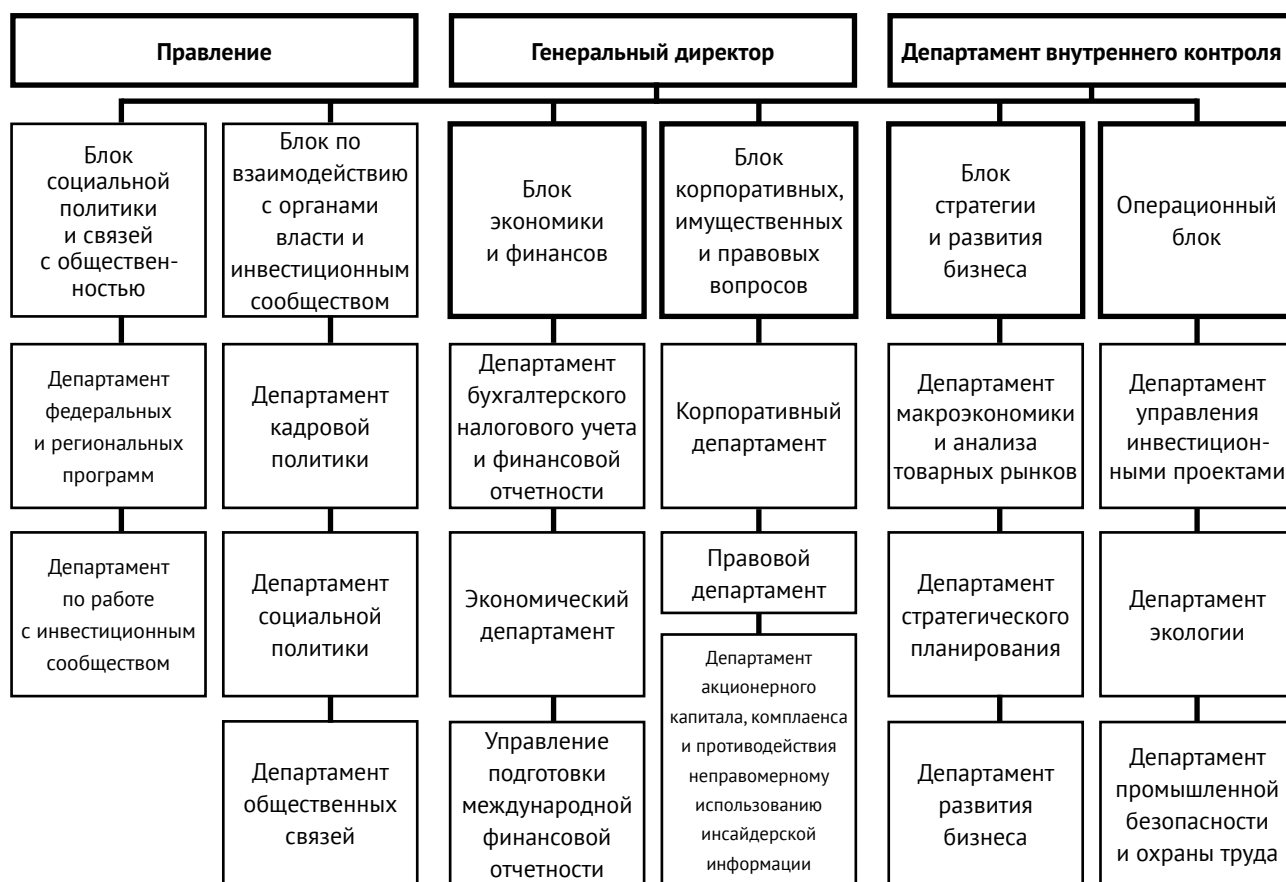 Правление
Генеральный директор
Департамент внутреннего контроля
Блок
социальной
политики
и связей
с обществен-
ностью
Блок по
взаимодействию
с органами
власти и
инвестиционным
сообществом
Блок
экономики
и финансов
Блок
корпоративных,
имущественных
и правовых
вопросов
Блок
стратегии
и развития
бизнеса
Операционный
блок
Департамент
федеральных
и региональных
программ
Департамент
кадровой
политики
Департамент
бухгалтерского
налогового учета
и финансовой
отчетности
Корпоративный
департамент
Департамент
макроэкономики
и анализа
товарных рынков
Департамент
управления
инвестицион-
ными проектами
Департамент
по работе
с инвестиционным
сообществом
Департамент
социальной
политики
Экономический
департамент
Правовой
департамент
Департамент
стратегического
планирования
Департамент
экологии
Департамент
общественных
связей
Управление
подготовки
международной
финансовой
отчетности
Департамент
акционерного
капитала, комплаенса
и противодействия
неправомерному
использованию
инсайдерской
информации
Департамент
развития
бизнеса
Департамент
промышленной
безопасности
и охраны труда